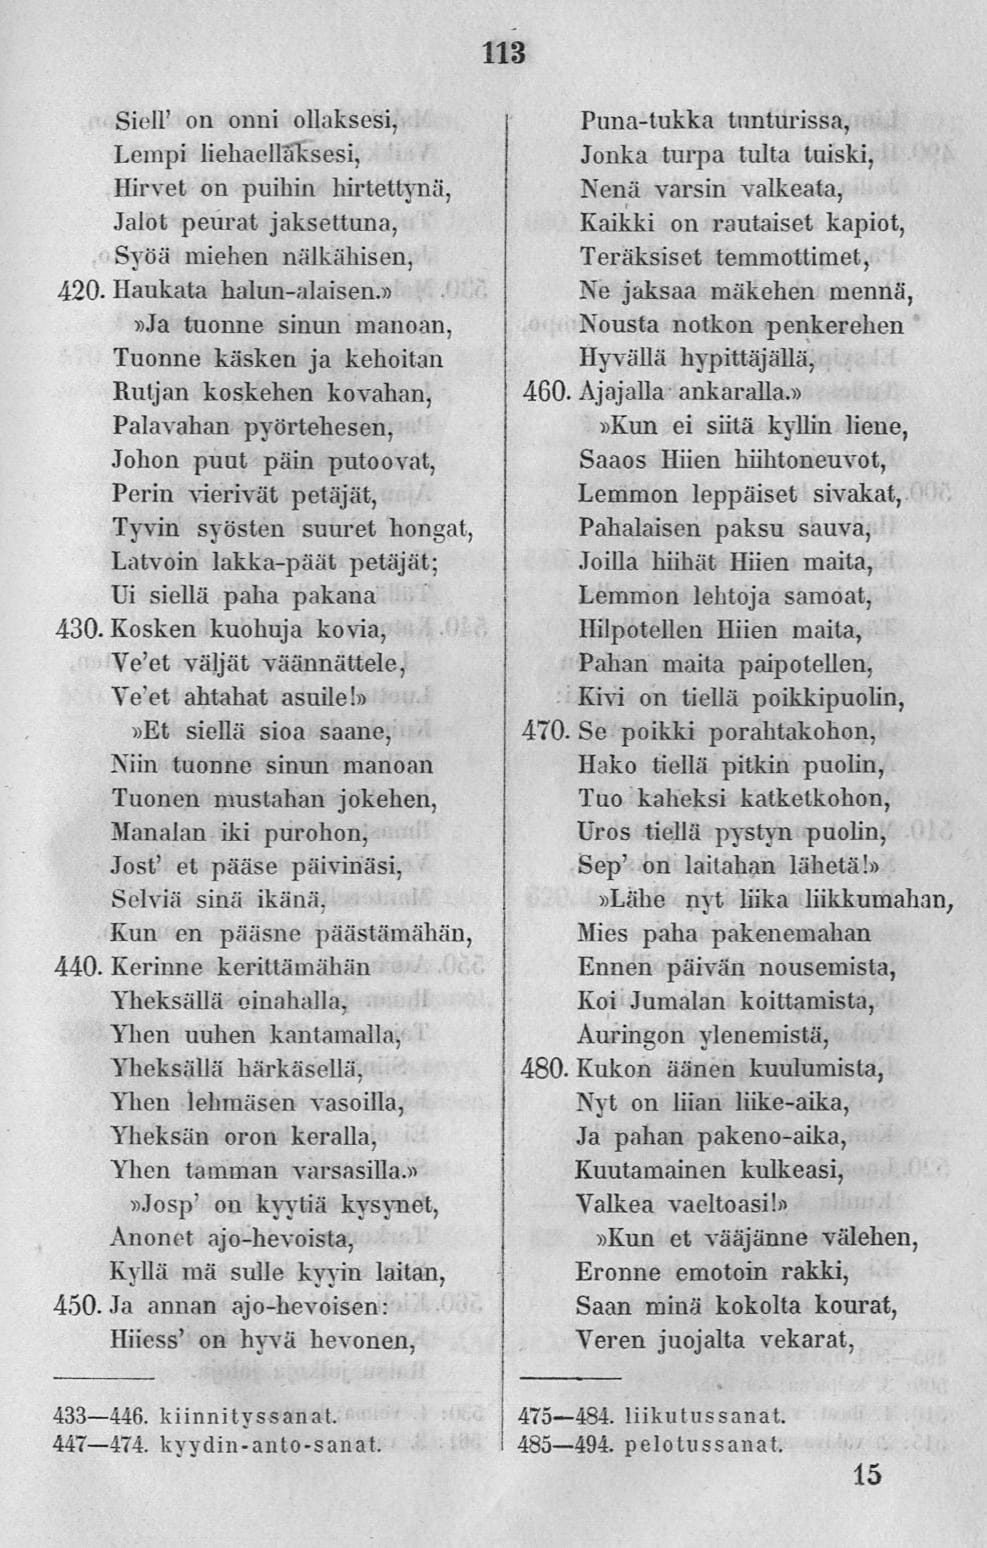 113
Siell' on onni ollaksesi,
Lempi liehaellaksesi,
Hirvet on puihin hirtettynä,
Jalot peurat jaksettuna,
Syöä miehen nälkähisen,
420. Haukata halun-alaisen.»
»Ja tuonne sinun manoan,
Tuonne käsken ja kehoitan
Rutjan koskehen kovahan,
Palavahan pyörtehesen,
Johon puut päin putoovat,
Perin vierivät petäjät,
Tyvin syösten suuret hongat,
Latvoin lakka-päät petäjät;
Ui siellä paha pakana
430. Kosken kuohuja kovia,
Ve'et väljät väännättele,
Ve'et ahtahat asuile!»
»Et siellä sioa saane,
Niin tuonne sinun manoan
Tuonen mustahan jokehen,
Manalan iki purohon,
Jost' et pääse päivinäsi,
Selviä sinä ikänä,
Kun en pääsne päästämähän,
440. Kerinne kerittämähän
Yheksällä oinahalla,
Yhen uuhen kantamalla,
Yheksällä härkäsellä,
Yhen lehmäsen vasoilla,
Yheksän oron keralla,
Yhen tamman varsasilla.»
»Josp' on kyytiä kysynet,
Anonet ajo-hevoista,
Kyllä mä sulle kyyin laitan,
450. Ja annan ajo-hevoisen:
Hiiess' on hyvä hevonen,
433—446. kiinnityssanat.
447—474. kyydin-anto-sanat.
Puna-tukka tunturissa,
Jonka turpa tulta tuiski,
Nenä varsin valkeata,
Kaikki on rautaiset kapiot,
Teräksiset temmottimet,
Ne jaksaa mäkehen mennä,
Nousta notkon penkerehen
Hyvällä hypittäjällä,
460. Ajajalla ankaralla.»
»Kun ei siitä kyllin liene,
Saaos Hiien hiihtoneuvot,
Lemmon leppäiset sivakat,
Pahalaisen paksu sauva,
Joilla hiihät Hiien maita,
Lemmon lehtoja samoat,
Hilpotellen Hiien maita,
Pahan maita paipotellen,
Kivi on tiellä poikkipuolin,
470. Se poikki porahtakohon,
Hako tiellä pitkin puolin,
Tuo kaheksi katketkohon,
Uros tiellä pystyn puolin,
Sep' on laitahan lähetä!»
»Lähe nyt liika liikkumahan,
Mies paha pakenemahan
Ennen päivän nousemista,
Koi Jumalan koittamista,
Auringon ylenemistä,
480. Kukon äänen kuulumista,
Nyt on liian liike-aika,
Ja pahan pakeno-aika,
Kuutamainen kulkeasi,
Valkea vaeltoasi!»
»Kun et vääjänne välehen,
Eronne emotoin rakki,
Saan minä kokolta kourat,
Veren juojalta vekarat,
475—484. liikutussanat.
485—494. pelotussanat.
15